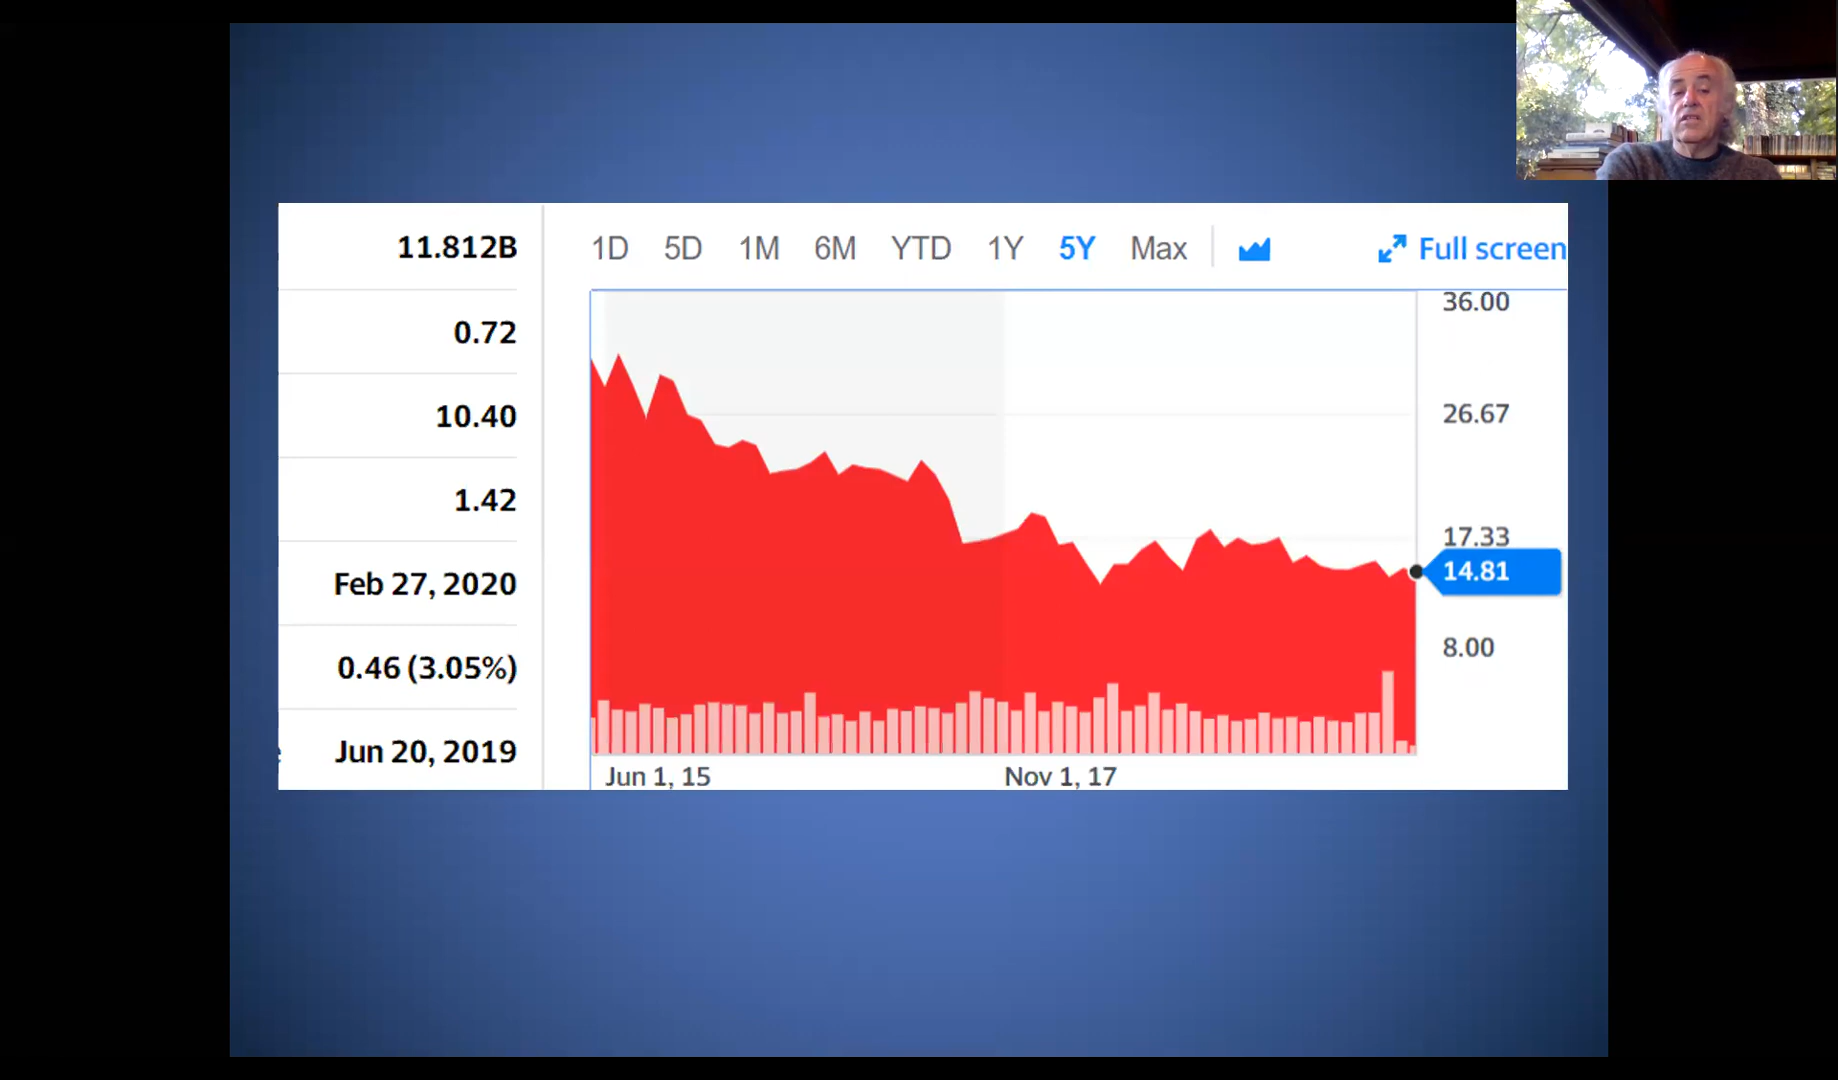 11.812B
0.72
10.40
1.42
Feb 27, 2020
0.46 (3.05%)
Jun 20, 2019
1D 5D 1M 6M YTD 1Y 5Y Max Full screen
36.00
26.67
17.33
14.81
8.00
Jun 1, 15 Nov 1, 17